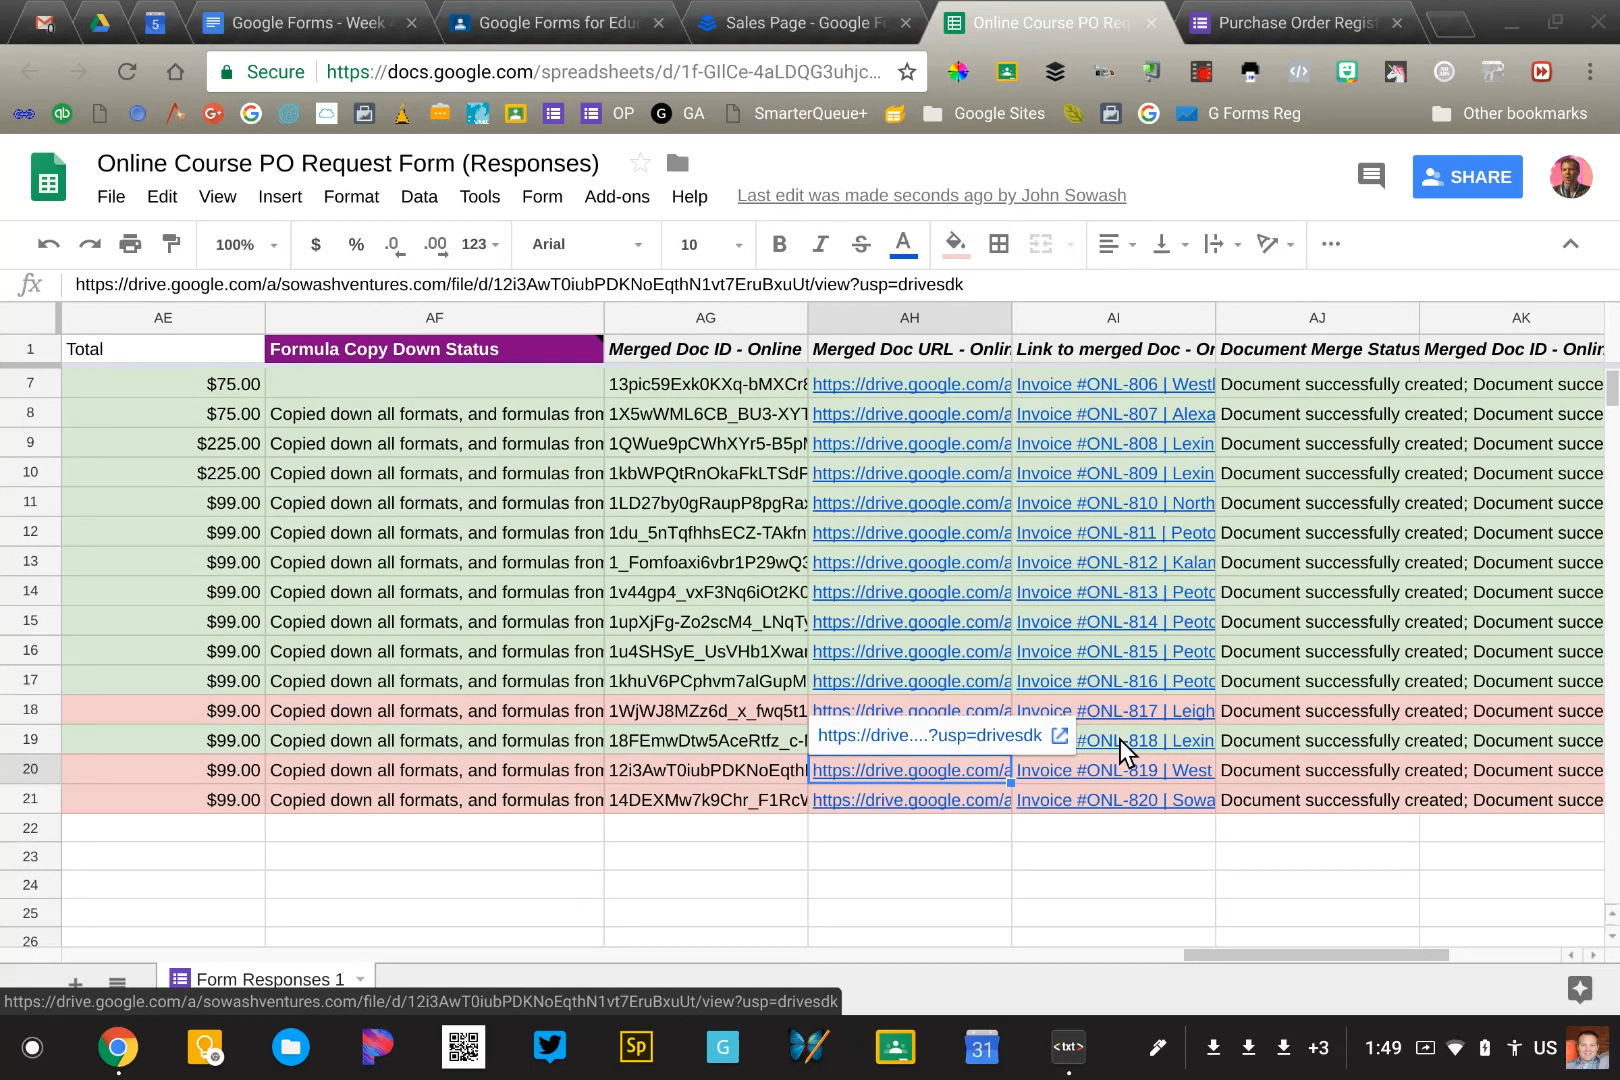 Google Forms - Week
Google Forms for Edu
Sales Page - Google Fo
Online Course PO Req
Purchase Order Regist
Secure
https://docs.google.com/spreadsheets/d/1f-GIlCe-4aLDQG3uhjc...
OP
GA
SmarterQueue+
Google Sites
G Forms Reg
Other bookmarks
Online Course PO Request Form (Responses)
File Edit View Insert Format Data Tools Form Add-ons Help
Last edit was made seconds ago by John Sowash
SHARE
100% $ % .0 .00 123 Arial 10 B I S A
fx https://drive.google.com/a/sowashventures.com/file/d/12i3AwT0iubPDKNoEqthN1vt7EruBxuUt/view?usp=drivesdk
AE AF AG AH AI AJ AK
1 Total Formula Copy Down Status Merged Doc ID - Online Merged Doc URL - Onlin Link to merged Doc - Or Document Merge Status Merged Doc ID - Onlin
7 $75.00 13pic59Exk0KXq-bMXCr8 https://drive.google.com/a Invoice #ONL-806 | Westl Document successfully created; Document succe
8 $75.00 Copied down all formats, and formulas from 1X5wWML6CB_BU3-XYT https://drive.google.com/a Invoice #ONL-807 | Alexa Document successfully created; Document succe
9 $225.00 Copied down all formats, and formulas from 1QWue9pCWhXYr5-B5pM https://drive.google.com/a Invoice #ONL-808 | Lexin Document successfully created; Document succe
10 $225.00 Copied down all formats, and formulas from 1kbWPQtRnOkaFkLTSdP https://drive.google.com/a Invoice #ONL-809 | Lexin Document successfully created; Document succe
11 $99.00 Copied down all formats, and formulas from 1LD27by0gRaupP8pgRax https://drive.google.com/a Invoice #ONL-810 | North Document successfully created; Document succe
12 $99.00 Copied down all formats, and formulas from 1du_5nTqfhhsECZ-TAkfm https://drive.google.com/a Invoice #ONL-811 | Peoto Document successfully created; Document succe
13 $99.00 Copied down all formats, and formulas from 1_Fomfoaxi6vbr1P29wQ3 https://drive.google.com/a Invoice #ONL-812 | Kalam Document successfully created; Document succe
14 $99.00 Copied down all formats, and formulas from 1v44gp4_vxF3Nq6iOt2K0 https://drive.google.com/a Invoice #ONL-813 | Peoto Document successfully created; Document succe
15 $99.00 Copied down all formats, and formulas from 1upXjFg-Zo2scM4_LNqTy https://drive.google.com/a Invoice #ONL-814 | Peoto Document successfully created; Document succe
16 $99.00 Copied down all formats, and formulas from 1u4SHSyE_UsVHb1Xwar https://drive.google.com/a Invoice #ONL-815 | Peoto Document successfully created; Document succe
17 $99.00 Copied down all formats, and formulas from 1khuV6PCphvm7alGupM https://drive.google.com/a Invoice #ONL-816 | Peoto Document successfully created; Document succe
18 $99.00 Copied down all formats, and formulas from 1WjWJ8MZz6d_x_fwq5t1 https://drive.google.com/a Invoice #ONL-817 | Leigh Document successfully created; Document succe
19 $99.00 Copied down all formats, and formulas from 18FEmwDtw5AceRtfz_c-I https://drive....?usp=drivesdk #ONL-818 | Lexin Document successfully created; Document succe
20 $99.00 Copied down all formats, and formulas from 12i3AwT0iubPDKNoEqthI https://drive.google.com/a Invoice #ONL-819 | West Document successfully created; Document succe
21 $99.00 Copied down all formats, and formulas from 14DEXMw7k9Chr_F1RcV https://drive.google.com/a Invoice #ONL-820 | Sowa Document successfully created; Document succe
22
23
24
25
26
Form Responses 1
https://drive.google.com/a/sowashventures.com/file/d/12i3AwT0iubPDKNoEqthN1vt7EruBxuUt/view?usp=drivesdk
Sp G 31 <txt> +3 1:49 US